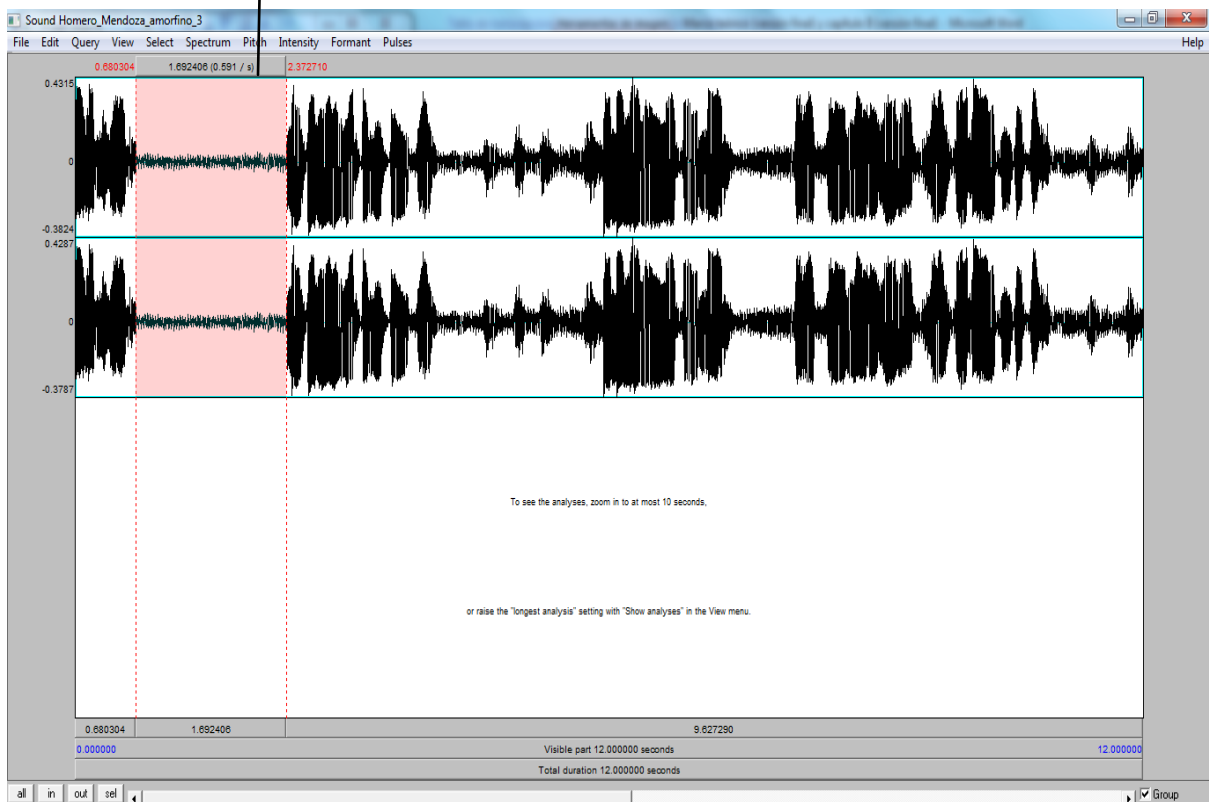 Sound Homero_Mendoza_amorfino_3
File Edit Query View Select Spectrum Pitch Intensity Formant Pulses Help
0.680304 1.692406 (0.591 / s) 2.372710
0.4315
0
-0.3824
0.4287
0
-0.3787
To see the analyses, zoom in to at most 10 seconds,
or raise the "longest analysis" setting with "Show analyses" in the View menu.
0.680304 1.692406 9.627290
0.000000 Visible part 12.000000 seconds 12.000000
Total duration 12.000000 seconds
all in out sel Group